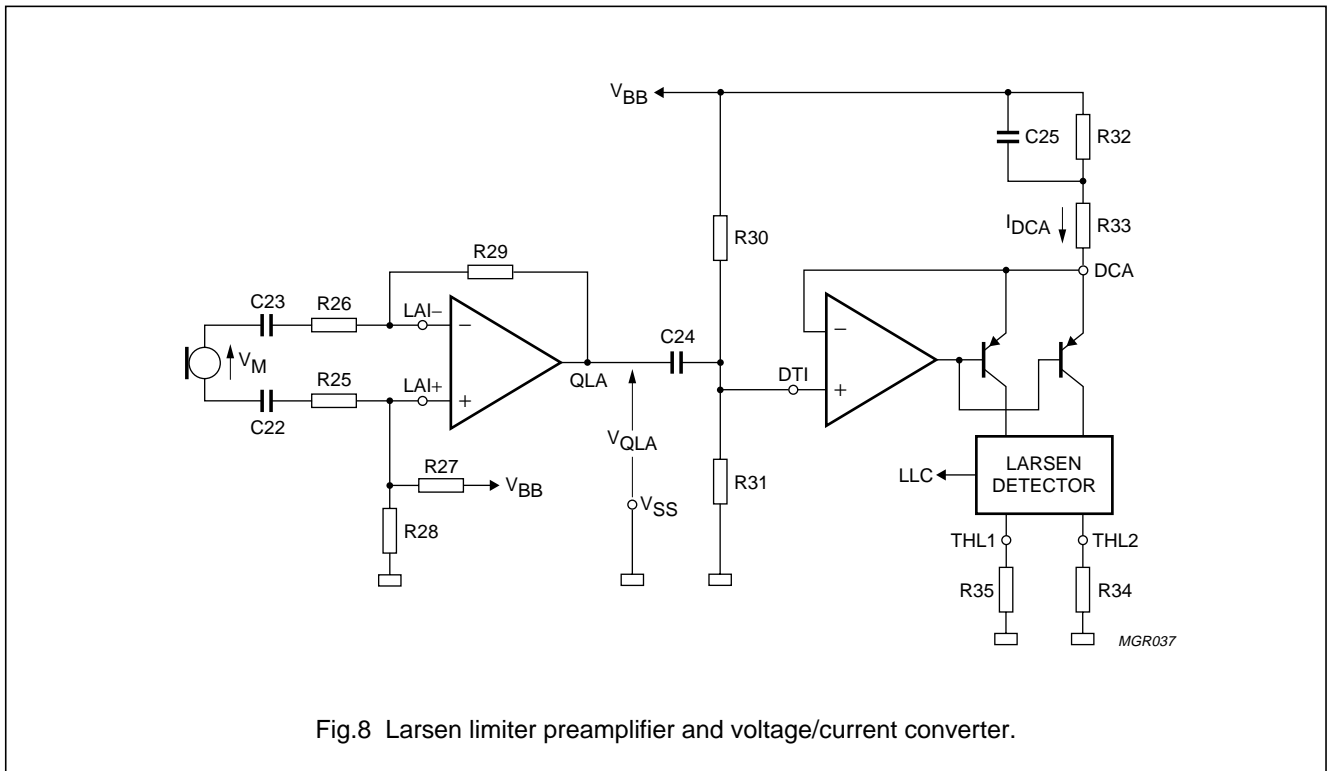 VBB
C25
R32
IDCA
R33
R30
R29
DCA
C23
R26
LAI−
−
−
C24
VM
DTI
R25
LAI+
+
QLA
+
C22
VQLA
R27
VBB
LLC
LARSEN
DETECTOR
R31
VSS
R28
THL1
THL2
R35
R34
MGR037
Fig.8 Larsen limiter preamplifier and voltage/current converter.